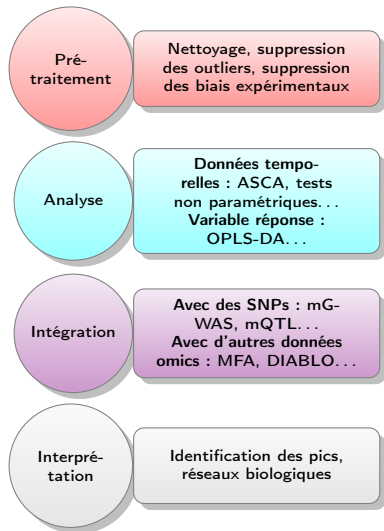 Pré-
traitement
Nettoyage, suppression
des outliers, suppression
des biais expérimentaux
Analyse
Données tempo-
relles : ASCA, tests
non paramétriques...
Variable réponse :
OPLS-DA...
Intégration
Avec des SNPs : mG-
WAS, mQTL...
Avec d'autres données
omics : MFA, DIABLO...
Interpré-
tation
Identification des pics,
réseaux biologiques